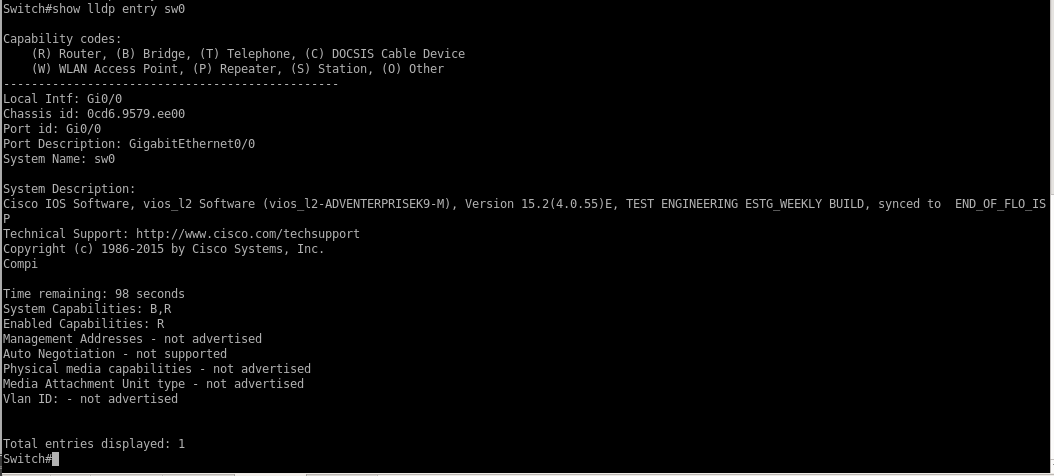 Switch#show lldp entry sw0
Capability codes:
    (R) Router, (B) Bridge, (T) Telephone, (C) DOCSIS Cable Device
    (W) WLAN Access Point, (P) Repeater, (S) Station, (O) Other
------------------------------------------------
Local Intf: Gi0/0
Chassis id: 0cd6.9579.ee00
Port id: Gi0/0
Port Description: GigabitEthernet0/0
System Name: sw0
System Description:
Cisco IOS Software, vios_l2 Software (vios_l2-ADVENTERPRISEK9-M), Version 15.2(4.0.55)E, TEST ENGINEERING ESTG_WEEKLY BUILD, synced to  END_OF_FLO_IS
P
Technical Support: http://www.cisco.com/techsupport
Copyright (c) 1986-2015 by Cisco Systems, Inc.
Compi
Time remaining: 98 seconds
System Capabilities: B,R
Enabled Capabilities: R
Management Addresses - not advertised
Auto Negotiation - not supported
Physical media capabilities - not advertised
Media Attachment Unit type - not advertised
Vlan ID: - not advertised
Total entries displayed: 1
Switch#